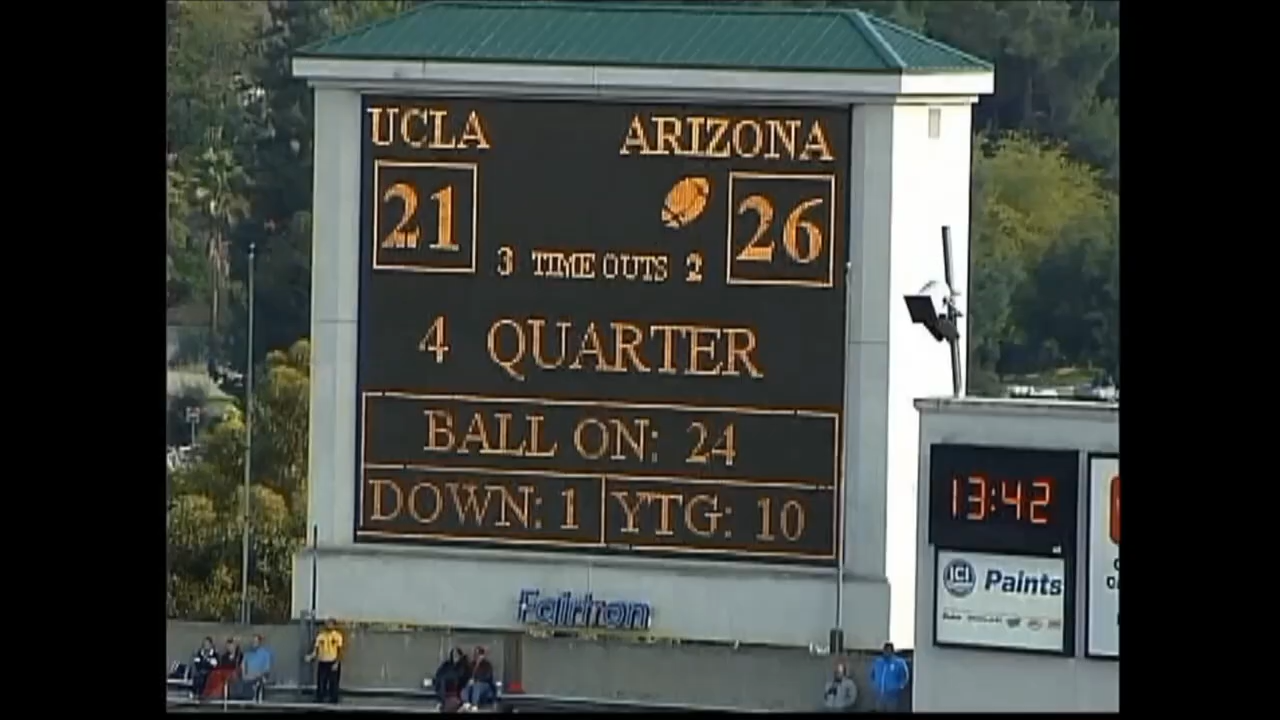 UCLA ARIZONA
21 26
3 TIME OUTS 2
4 QUARTER
BALL ON: 24
DOWN: 1 YTG: 10
Fairtron
13:42
ICI Paints